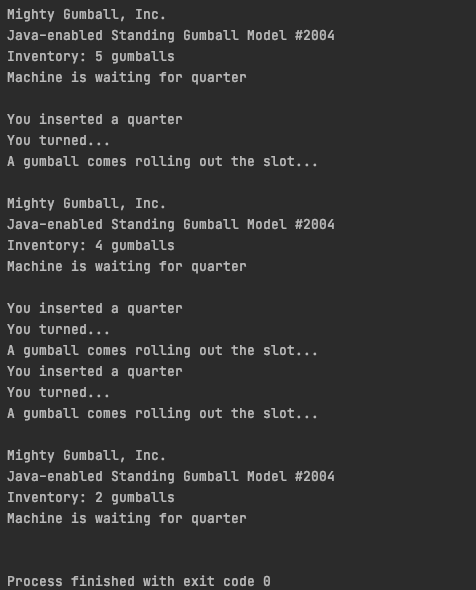 Mighty Gumball, Inc.
Java-enabled Standing Gumball Model #2004
Inventory: 5 gumballs
Machine is waiting for quarter
You inserted a quarter
You turned...
A gumball comes rolling out the slot...
Mighty Gumball, Inc.
Java-enabled Standing Gumball Model #2004
Inventory: 4 gumballs
Machine is waiting for quarter
You inserted a quarter
You turned...
A gumball comes rolling out the slot...
You inserted a quarter
You turned...
A gumball comes rolling out the slot...
Mighty Gumball, Inc.
Java-enabled Standing Gumball Model #2004
Inventory: 2 gumballs
Machine is waiting for quarter
Process finished with exit code 0